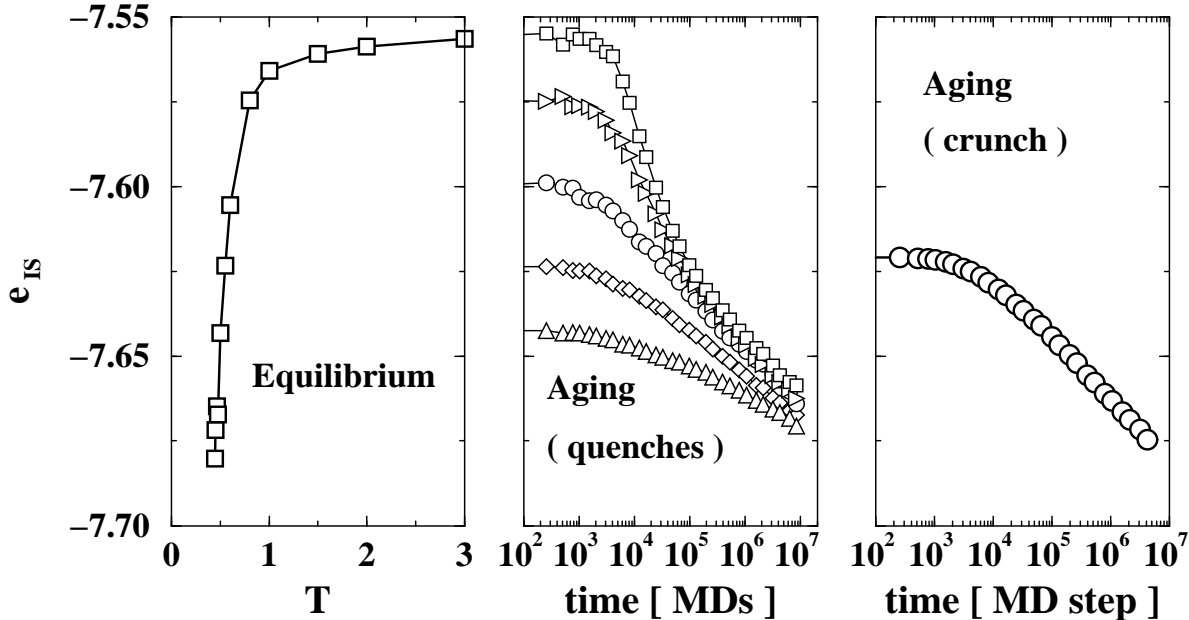 −7.55
−7.60
−7.65
−7.70
e_IS
0 1 2 3
T
Equilibrium
10^2 10^3 10^4 10^5 10^6 10^7
time [ MDs ]
Aging
( quenches )
10^2 10^3 10^4 10^5 10^6 10^7
time [ MD step ]
Aging
( crunch )